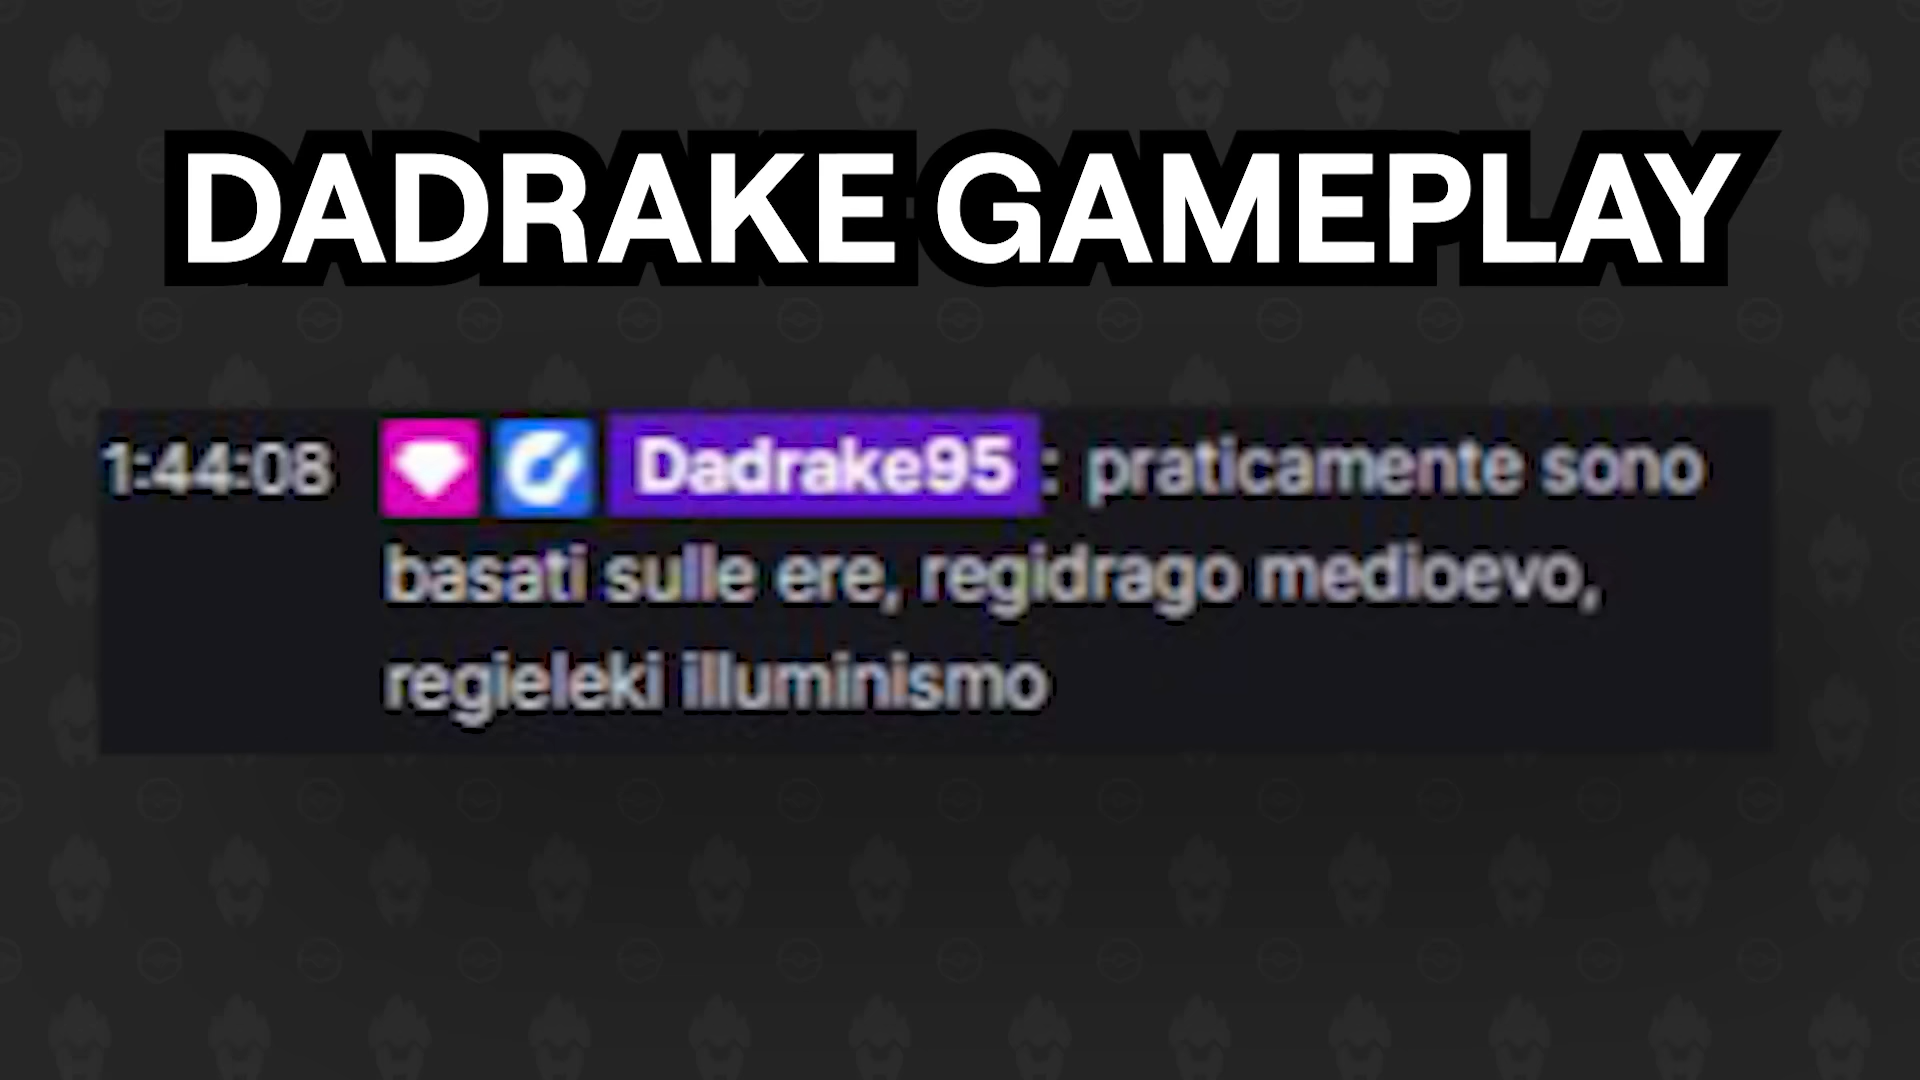 DADRAKE GAMEPLAY
1:44:08 Dadrake95: praticamente sono
basati sulle ere, regidrago medioevo,
regieleki illuminismo